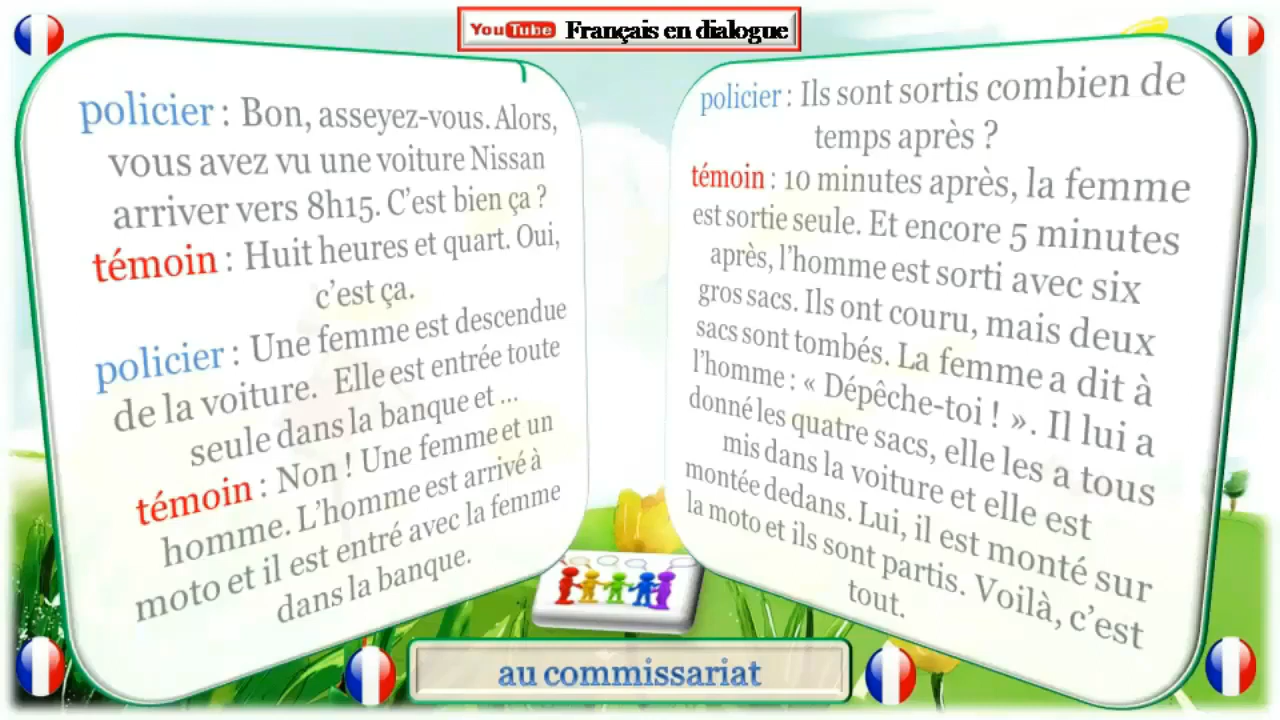 YouTube Français en dialogue
policier : Bon, asseyez-vous. Alors,
vous avez vu une voiture Nissan
arriver vers 8h15. C’est bien ça ?
témoin : Huit heures et quart. Oui,
c’est ça.
policier : Une femme est descendue
de la voiture. Elle est entrée toute
seule dans la banque et ...
témoin : Non ! Une femme et un
homme. L’homme est arrivé à
moto et il est entré avec la femme
dans la banque.
policier : Ils sont sortis combien de
temps après ?
témoin : 10 minutes après, la femme
est sortie seule. Et encore 5 minutes
après, l’homme est sorti avec six
gros sacs. Ils ont couru, mais deux
sacs sont tombés. La femme a dit à
l’homme : « Dépêche-toi ! ». Il lui a
donné les quatre sacs, elle les a tous
mis dans la voiture et elle est
montée dedans. Lui, il est monté sur
la moto et ils sont partis. Voilà, c’est
tout.
au commissariat